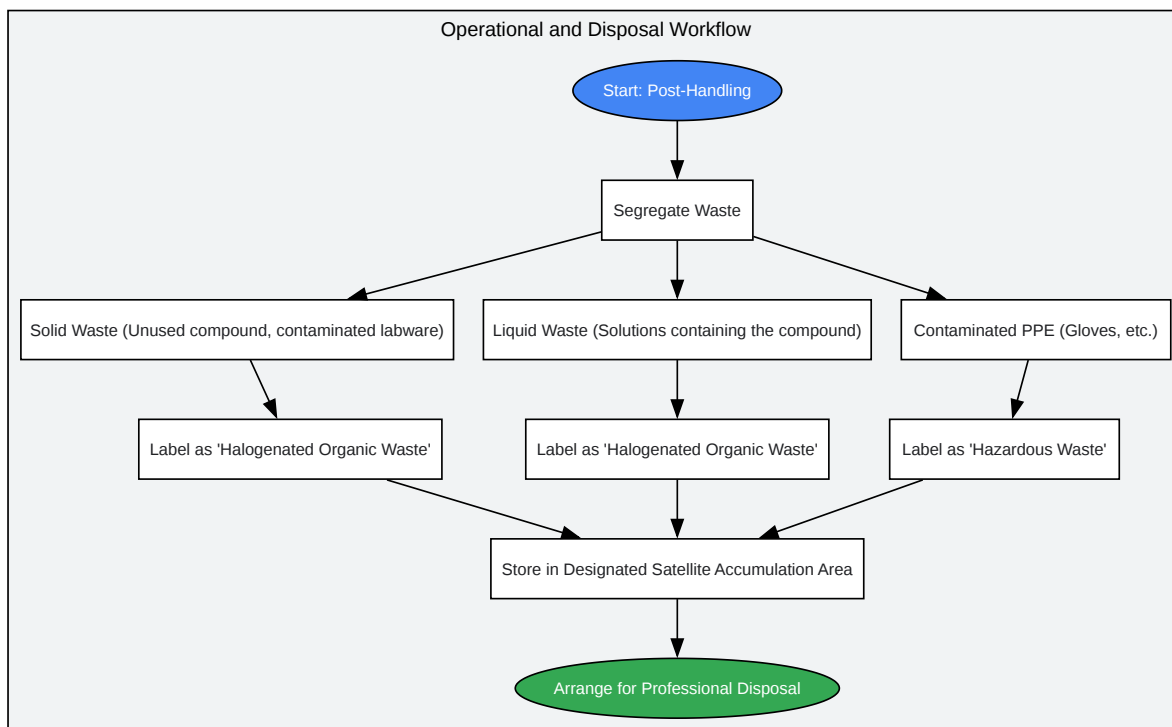 Operational and Disposal Workflow
Start: Post-Handling
Segregate Waste
Solid Waste (Unused compound, contaminated labware)
Liquid Waste (Solutions containing the compound)
Contaminated PPE (Gloves, etc.)
Label as 'Halogenated Organic Waste'
Label as 'Halogenated Organic Waste'
Label as 'Hazardous Waste'
Store in Designated Satellite Accumulation Area
Arrange for Professional Disposal